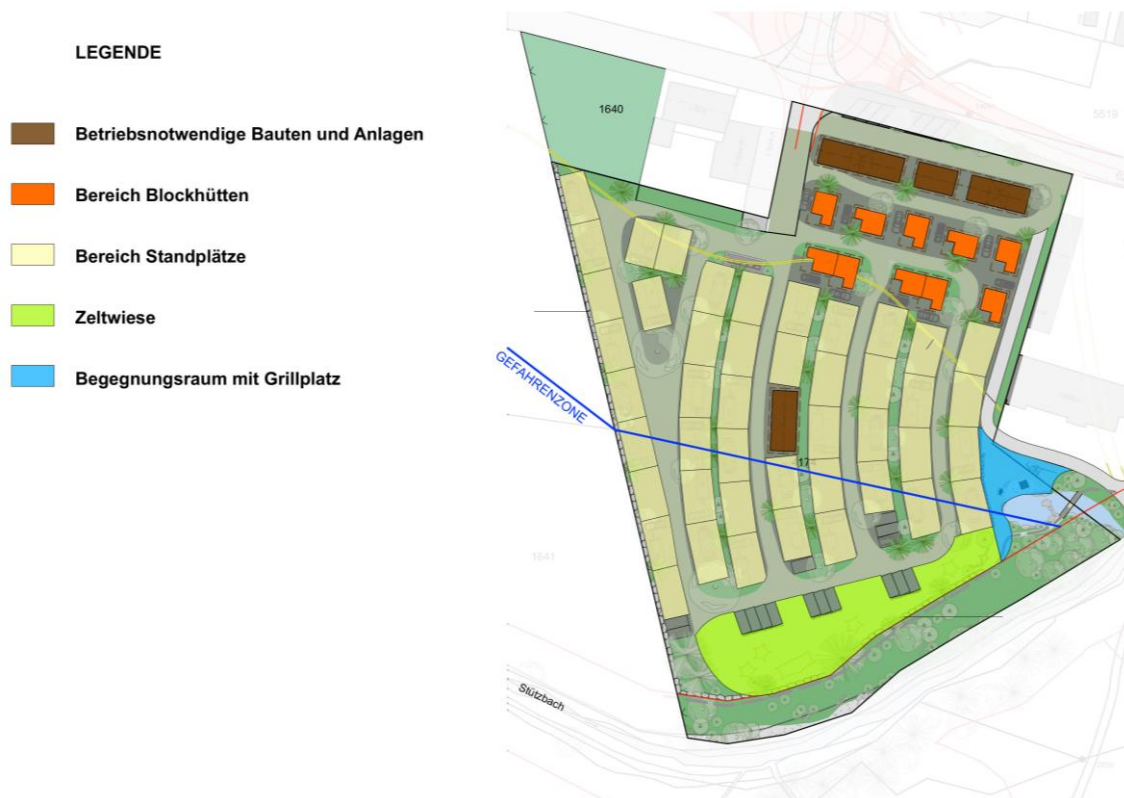 LEGENDE
Betriebsnotwendige Bauten und Anlagen
Bereich Blockhütten
Bereich Standplätze
Zeltwiese
Begegnungsraum mit Grillplatz
1640
5519
GEFAHRENZONE
1641
Stützbach